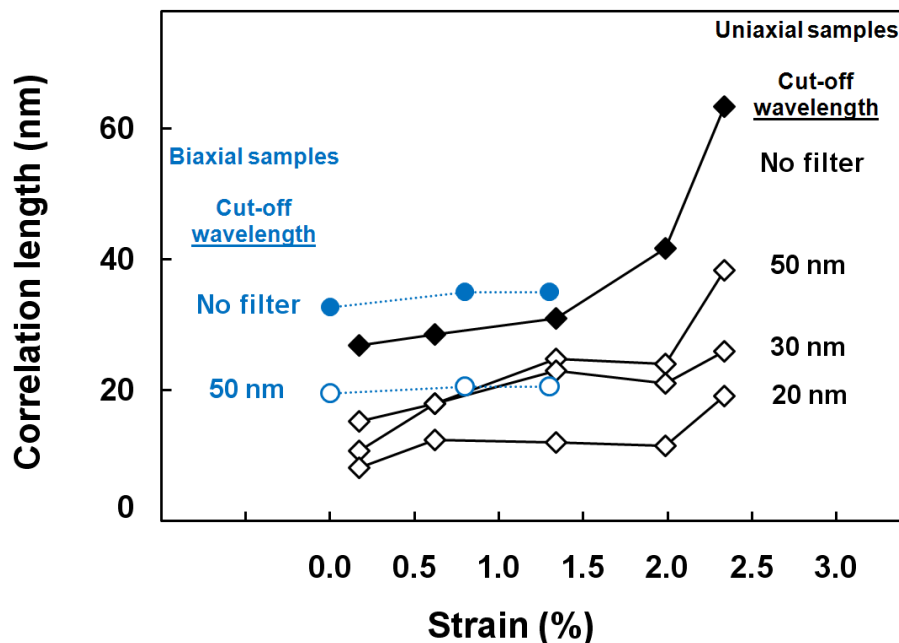 Uniaxial samples
Cut-off
wavelength
No filter
50 nm
30 nm
20 nm
Biaxial samples
Cut-off
wavelength
No filter
50 nm
Correlation length (nm)
60
40
20
0
0.0 0.5 1.0 1.5 2.0 2.5 3.0
Strain (%)